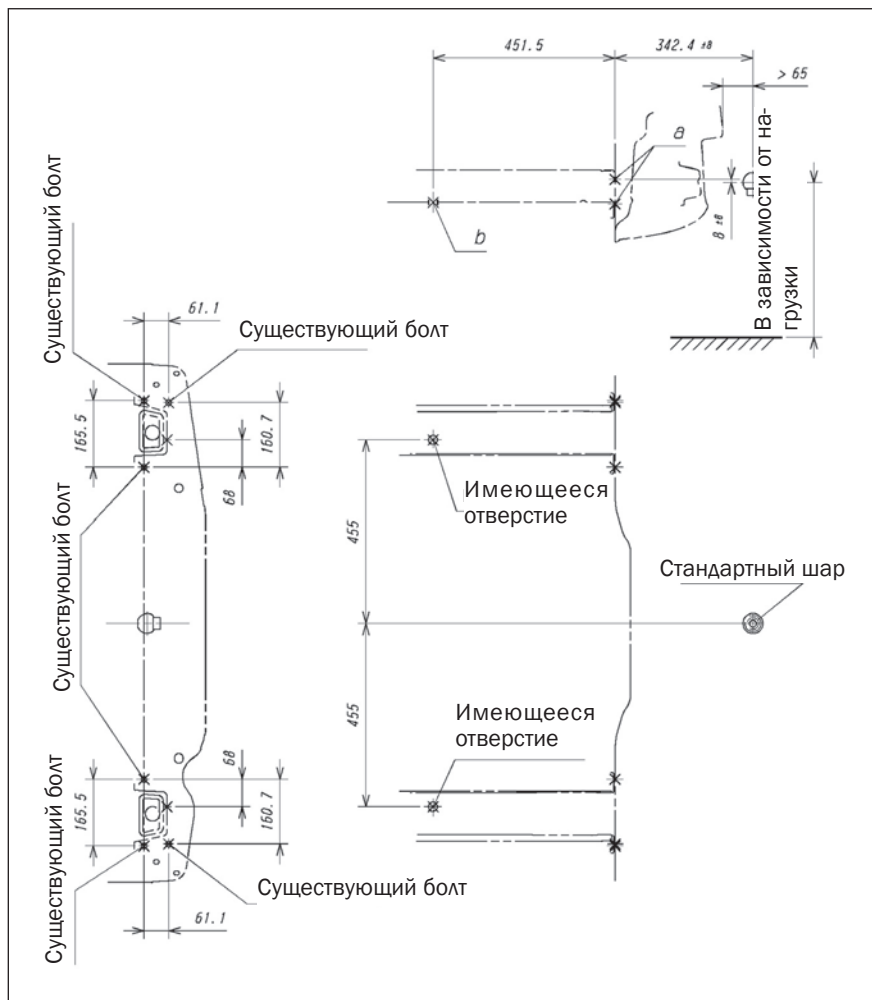 451.5
342.4 ±8
> 65
a
b
8 ±8
В зависимости от на-
грузки
Существующий болт
61.1
Существующий болт
165.5
160.7
68
Существующий болт
Имеющееся
отверстие
455
Стандартный шар
455
Имеющееся
отверстие
68
165.5
160.7
Существующий болт
Существующий болт
61.1